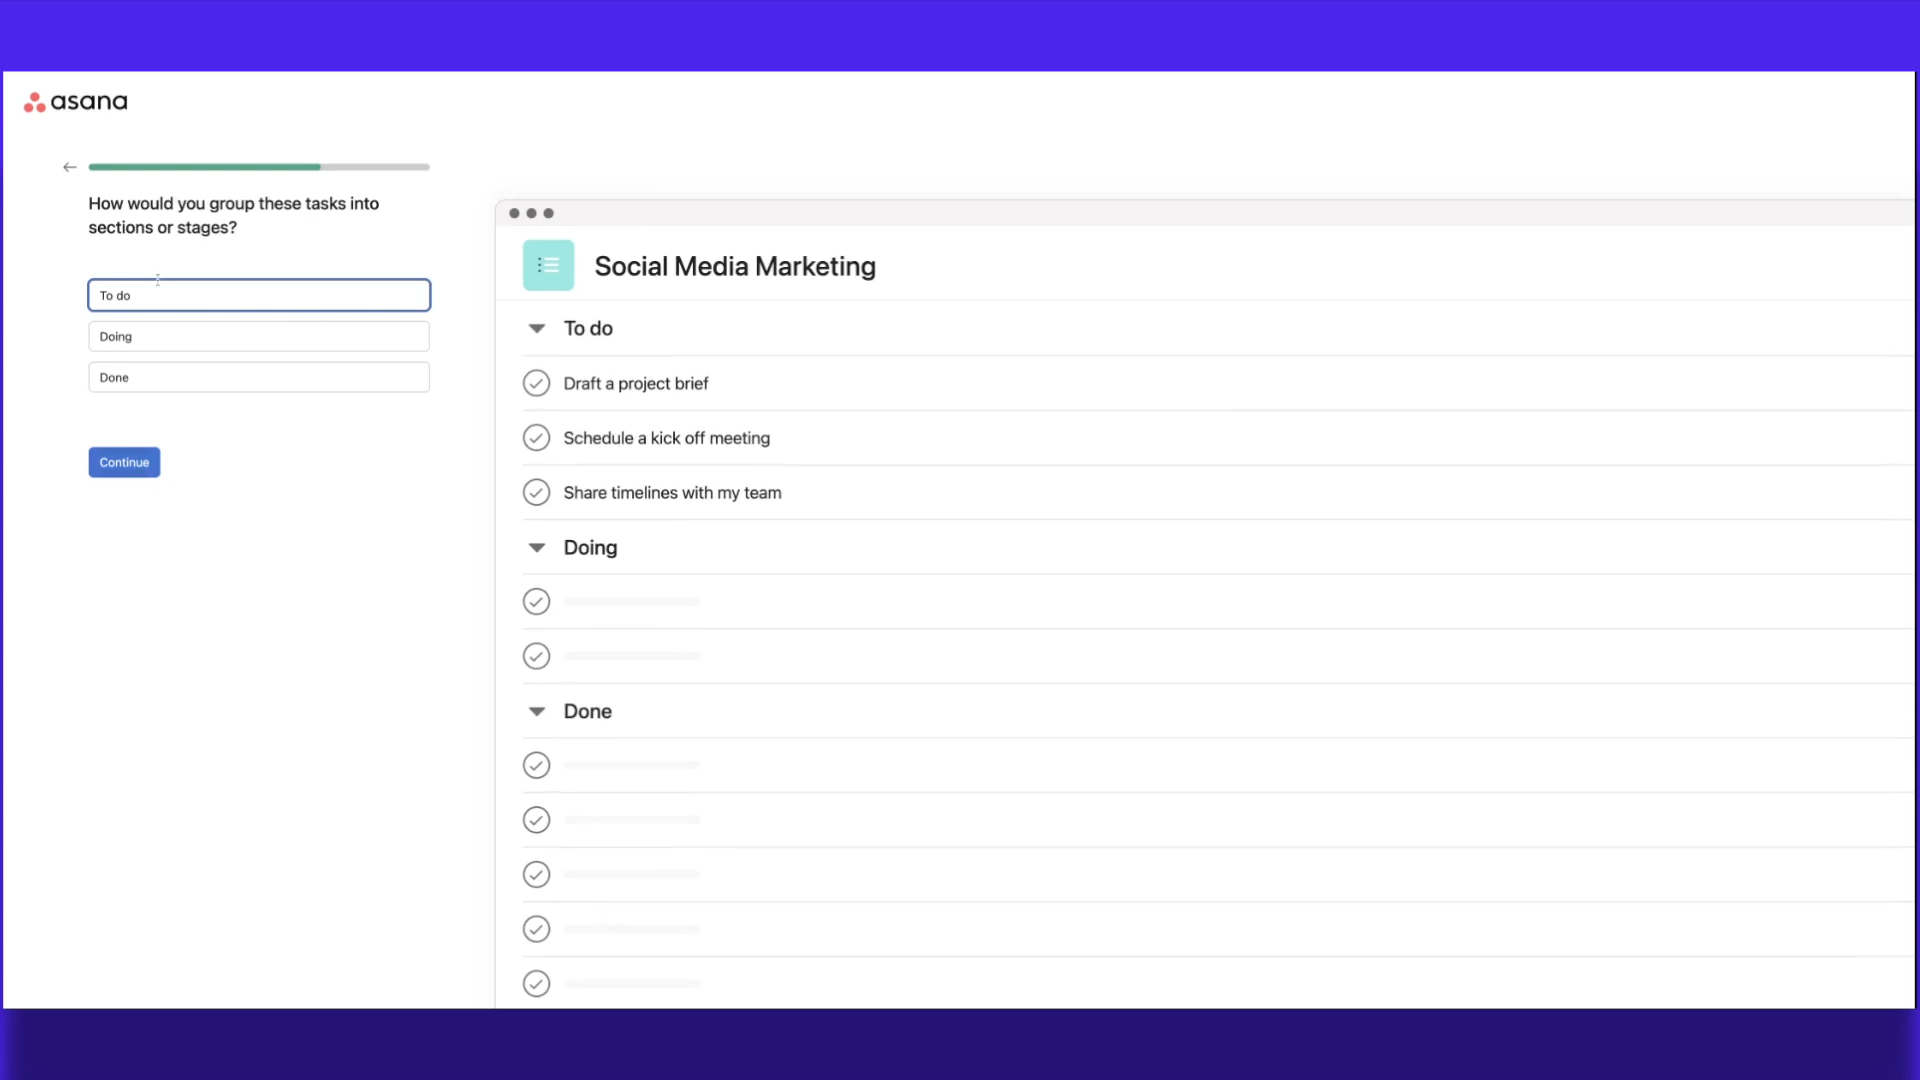 asana
How would you group these tasks into
sections or stages?
To do
Doing
Done
Continue
Social Media Marketing
To do
Draft a project brief
Schedule a kick off meeting
Share timelines with my team
Doing
Done